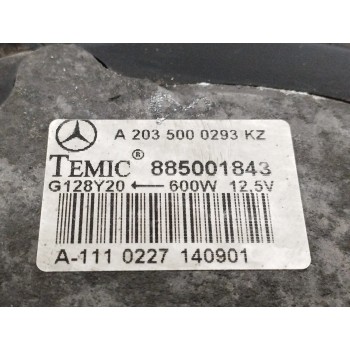 A 203 500 0293 KZ
TEMIC® 885001843
G128Y20 ← 600W 12.5V
A-111 0227 140901